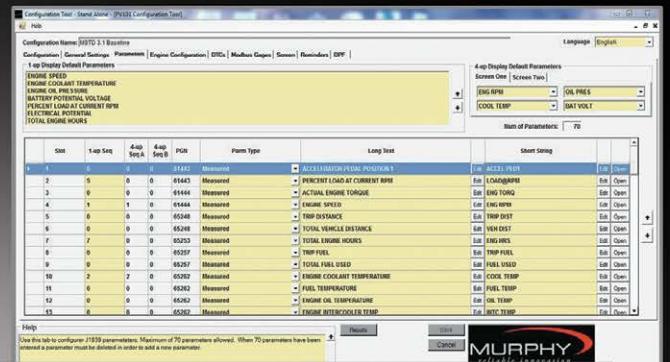 Configuration Tool - Stand Alone - [PV101 Configuration Tool]
Help
Configuration Name: MSTD 3.1 Baseline
Language English
Configuration General Settings Parameters Engine Configuration DTCs Modbus Gages Screen Reminders DPF
1-up Display Default Parameters
ENGINE SPEED
ENGINE COOLANT TEMPERATURE
ENGINE OIL PRESSURE
BATTERY POTENTIAL VOLTAGE
PERCENT LOAD AT CURRENT RPM
ELECTRICAL POTENTIAL
TOTAL ENGINE HOURS
4-up Display Default Parameters
Screen One Screen Two
ENG RPM OIL PRES
COOL TEMP BAT VOLT
Num of Parameters: 70
Slot 1-up Seq 4-up Seq A 4-up Seq B PGN Parm Type Long Text Short String
1 0 0 0 61443 Measured ACCELERATOR PEDAL POSITION 1 Edit ACCEL PED1 Edit Open
2 5 0 0 61443 Measured PERCENT LOAD AT CURRENT RPM Edit LOAD@RPM Edit Open
3 0 0 0 61444 Measured ACTUAL ENGINE TORQUE Edit ENG TORQ Edit Open
4 1 1 0 61444 Measured ENGINE SPEED Edit ENG RPM Edit Open
5 0 0 0 65248 Measured TRIP DISTANCE Edit TRIP DIST Edit Open
6 0 0 0 65248 Measured TOTAL VEHICLE DISTANCE Edit VEH DIST Edit Open
7 7 0 0 65253 Measured TOTAL ENGINE HOURS Edit ENG HRS Edit Open
8 0 0 0 65257 Measured TRIP FUEL Edit TRIP FUEL Edit Open
9 0 0 0 65257 Measured TOTAL FUEL USED Edit FUEL USED Edit Open
10 2 2 0 65262 Measured ENGINE COOLANT TEMPERATURE Edit COOL TEMP Edit Open
11 0 0 0 65262 Measured FUEL TEMPERATURE Edit FUEL TEMP Edit Open
12 0 0 0 65262 Measured ENGINE OIL TEMPERATURE Edit OIL TEMP Edit Open
13 0 0 0 65262 Measured ENGINE INTERCOOLER TEMP Edit INTC TEMP Edit Open
Help
Use this tab to configurer J1939 paremeters. Maximum of 70 parameters allowed. When 70 parameters have been
entered a parameter must be deleted in order to add a new parameter.
Cancel
MURPHY
reliable innovation